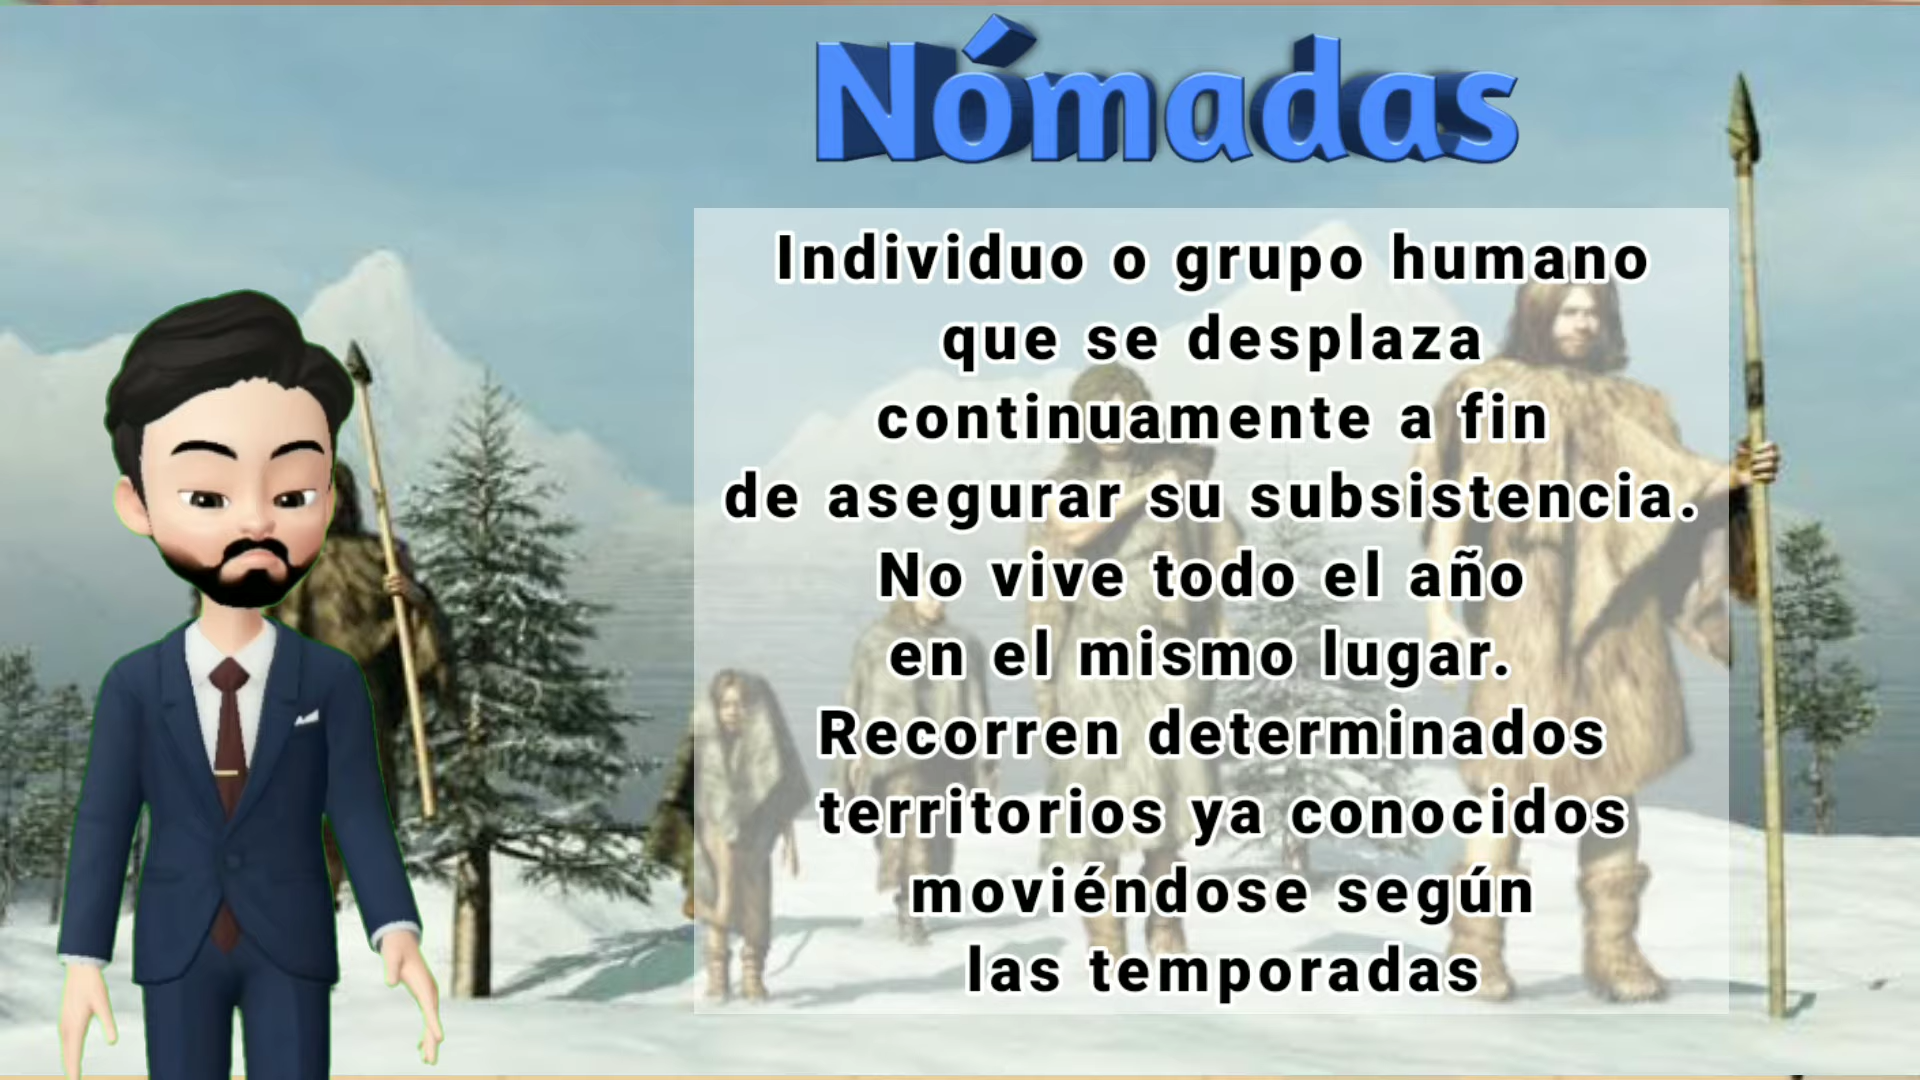 Nómadas
Individuo o grupo humano
que se desplaza
continuamente a fin
de asegurar su subsistencia.
No vive todo el año
en el mismo lugar.
Recorren determinados
territorios ya conocidos
moviéndose según
las temporadas